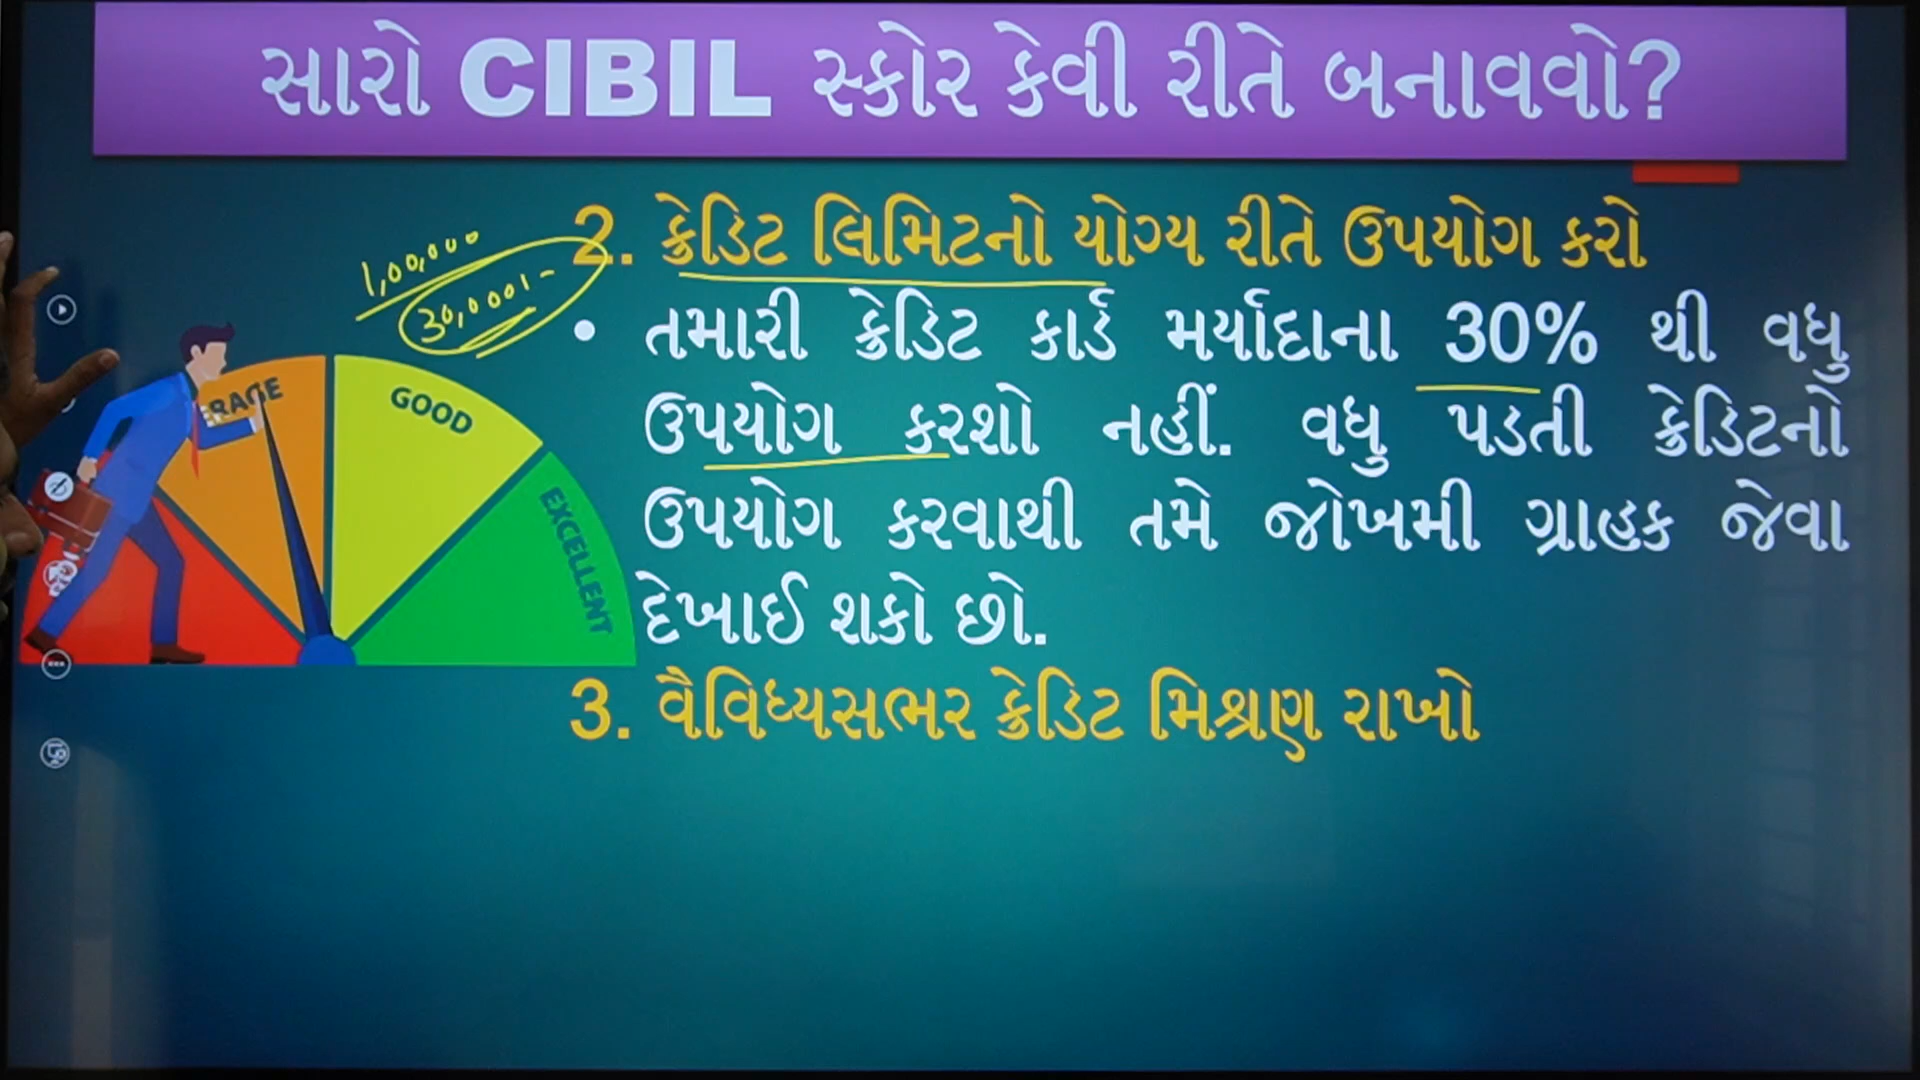 સારો CIBIL સ્કોર કેવી રીતે બનાવવો?
2. ક્રેડિટ લિમિટનો યોગ્ય રીતે ઉપયોગ કરો
1,00,000
30,000/-
• તમારી ક્રેડિટ કાર્ડ મર્યાદાના 30% થી વધુ
ઉપયોગ કરશો નહીં. વધુ પડતી ક્રેડિટનો
ઉપયોગ કરવાથી તમે જોખમી ગ્રાહક જેવા
દેખાઈ શકો છો.
3. વૈવિધ્યસભર ક્રેડિટ મિશ્રણ રાખો
ERAGE
GOOD
EXCELLENT